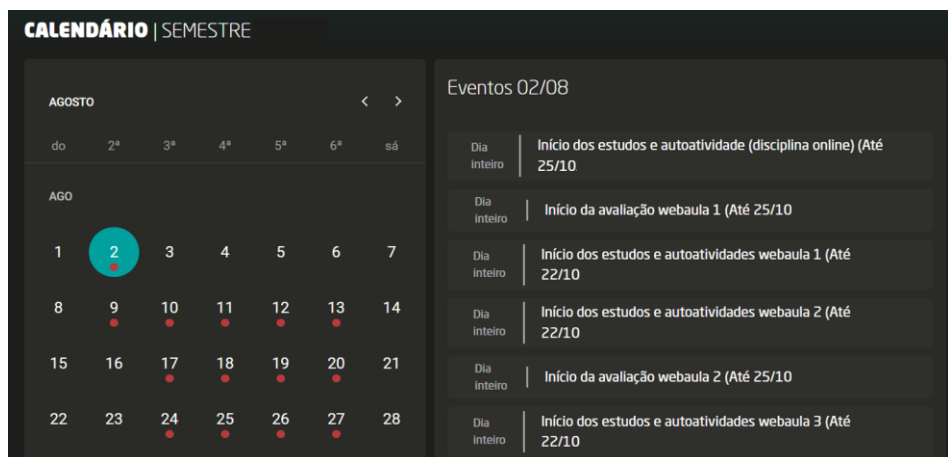 CALENDÁRIO | SEMESTRE
AGOSTO < >
do 2ª 3ª 4ª 5ª 6ª sá
AGO
1 2 3 4 5 6 7
8 9 10 11 12 13 14
15 16 17 18 19 20 21
22 23 24 25 26 27 28
Eventos 02/08
Dia inteiro
Início dos estudos e autoatividade (disciplina online) (Até
25/10
Dia inteiro
Início da avaliação webaula 1 (Até 25/10
Dia inteiro
Início dos estudos e autoatividades webaula 1 (Até
22/10
Dia inteiro
Início dos estudos e autoatividades webaula 2 (Até
22/10
Dia inteiro
Início da avaliação webaula 2 (Até 25/10
Dia inteiro
Início dos estudos e autoatividades webaula 3 (Até
22/10